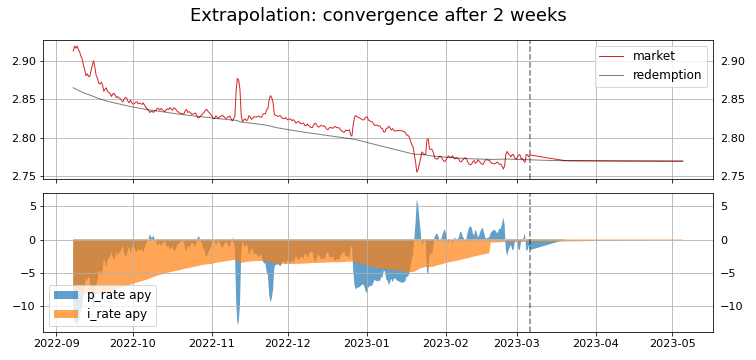 Extrapolation: convergence after 2 weeks
2.90 2.90
2.85 2.85
2.80 2.80
2.75 2.75
market
redemption
5 5
0 0
−5 −5
−10 −10
p_rate apy
i_rate apy
2022-09 2022-10 2022-11 2022-12 2023-01 2023-02 2023-03 2023-04 2023-05